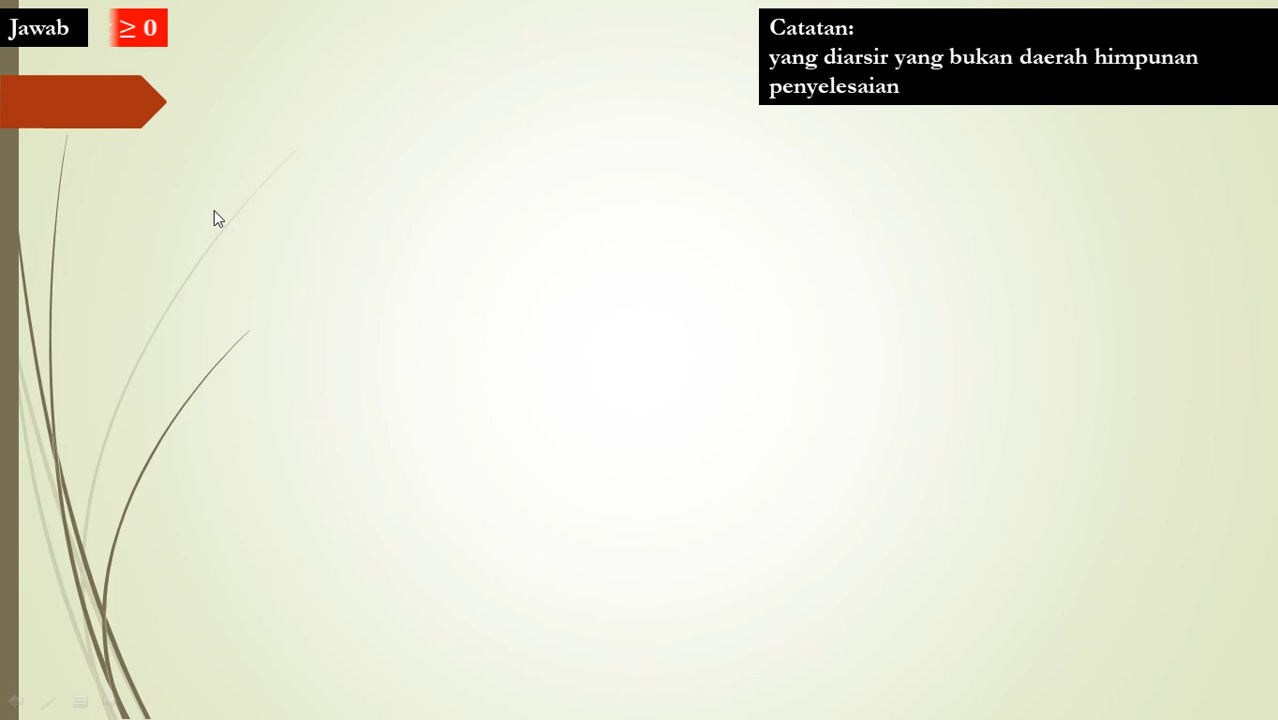 Jawab
≥ 0
Catatan:
yang diarsir yang bukan daerah himpunan
penyelesaian